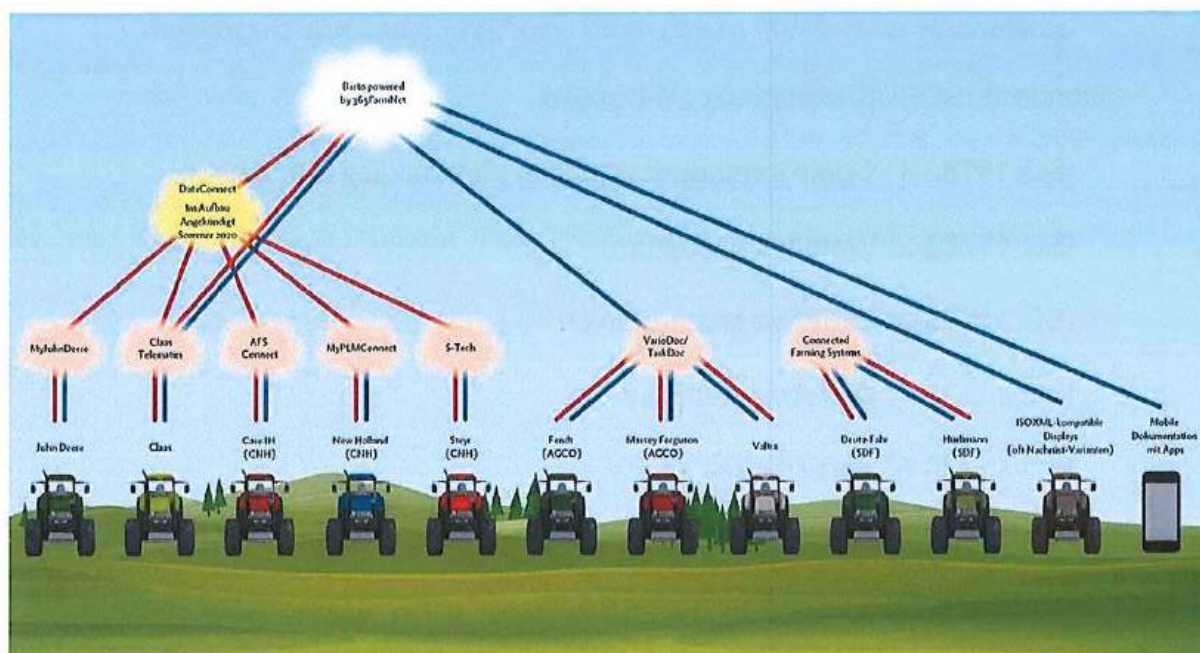 Barto powered
by 365FarmNet
DataConnect
Im Aufbau
Angekündigt
Sommer 2020
MyJohnDeere
Claas
Telematics
AFS
Connect
MyPLMConnect
S-Tech
VarioDoc/
TaskDoc
Connected
Farming Systems
John Deere
Claas
Case IH
(CNH)
New Holland
(CNH)
Steyr
(CNH)
Fendt
(AGCO)
Massey Ferguson
(AGCO)
Valtra
Deutz-Fahr
(SDF)
Hürlimann
(SDF)
ISOXML-kompatible
Displays
(oft Nachrüst-Varianten)
Mobile
Dokumentation
mit Apps